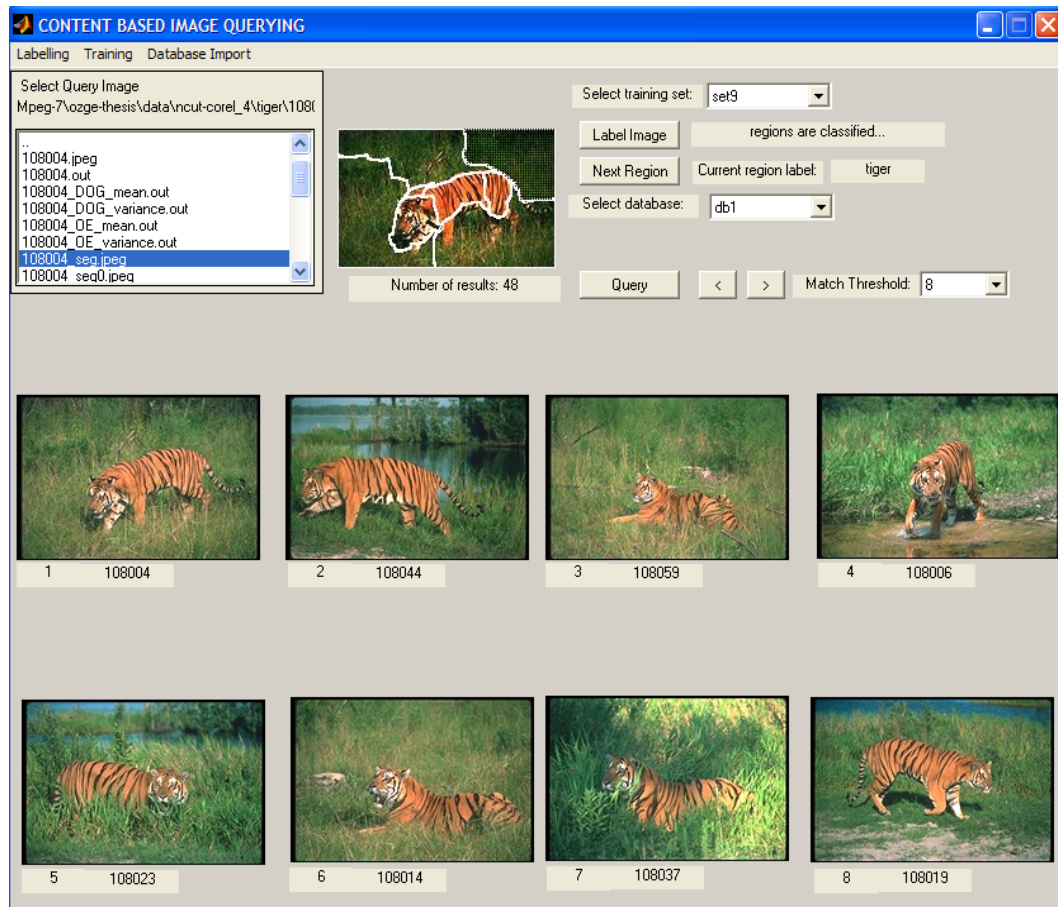 CONTENT BASED IMAGE QUERYING
Labelling Training Database Import
Select Query Image
Mpeg-7\ozge-thesis\data\ncut-corel_4\tiger\108(
..
108004.jpeg
108004.out
108004_DOG_mean.out
108004_DOG_variance.out
108004_OE_mean.out
108004_OE_variance.out
108004_seg.jpeg
108004_seg0.jpeg
Number of results: 48
Select training set: set9
Label Image regions are classified...
Next Region Current region label: tiger
Select database: db1
Query < > Match Threshold: 8
1 108004
2 108044
3 108059
4 108006
5 108023
6 108014
7 108037
8 108019